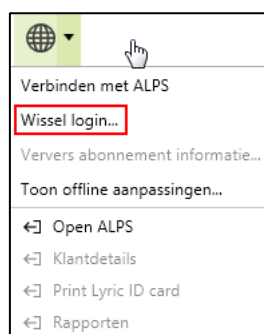 Verbinden met ALPS
Wissel login...
Ververs abonnement informatie...
Toon offline aanpassingen...
Open ALPS
Klantdetails
Print Lyric ID card
Rapporten